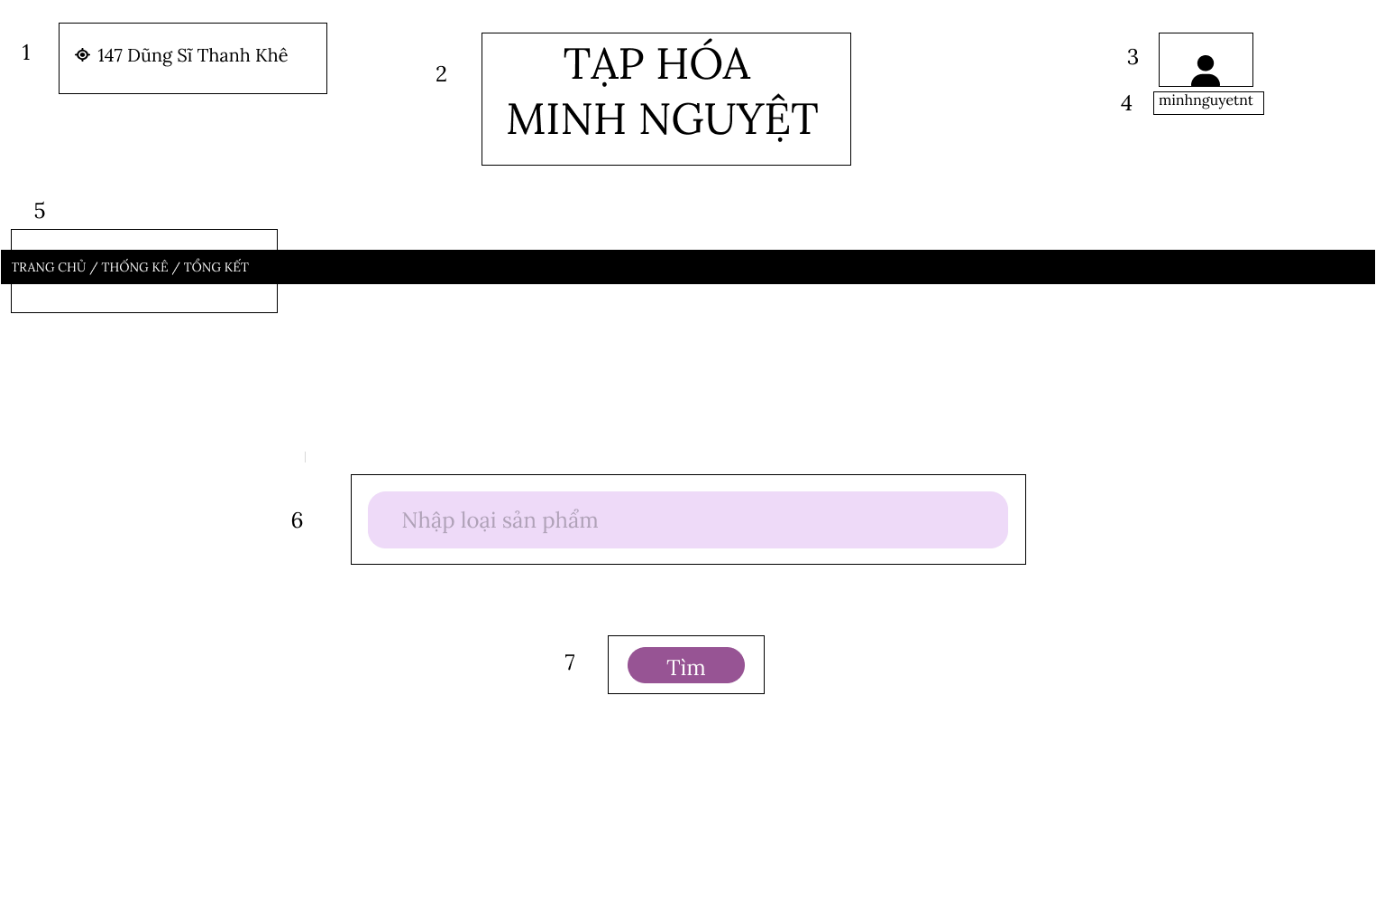 1
147 Dũng Sĩ Thanh Khê
2
TẠP HÓA
MINH NGUYỆT
3
4
minhnguyetnt
5
TRANG CHỦ / THỐNG KÊ / TỔNG KẾT
6
Nhập loại sản phẩm
7
Tìm